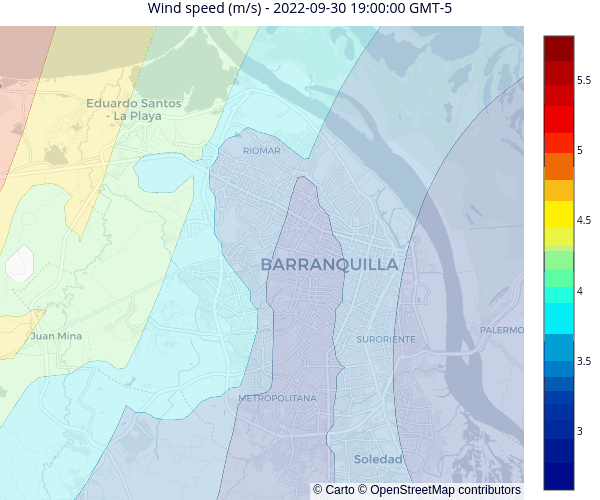 Wind speed (m/s) - 2022-09-30 19:00:00 GMT-5
Eduardo Santos
- La Playa
RIOMAR
BARRANQUILLA
Juan Mina
PALERMO
SURORIENTE
METROPOLITANA
Soledad
© Carto © OpenStreetMap contributors
5.5
5
4.5
4
3.5
3